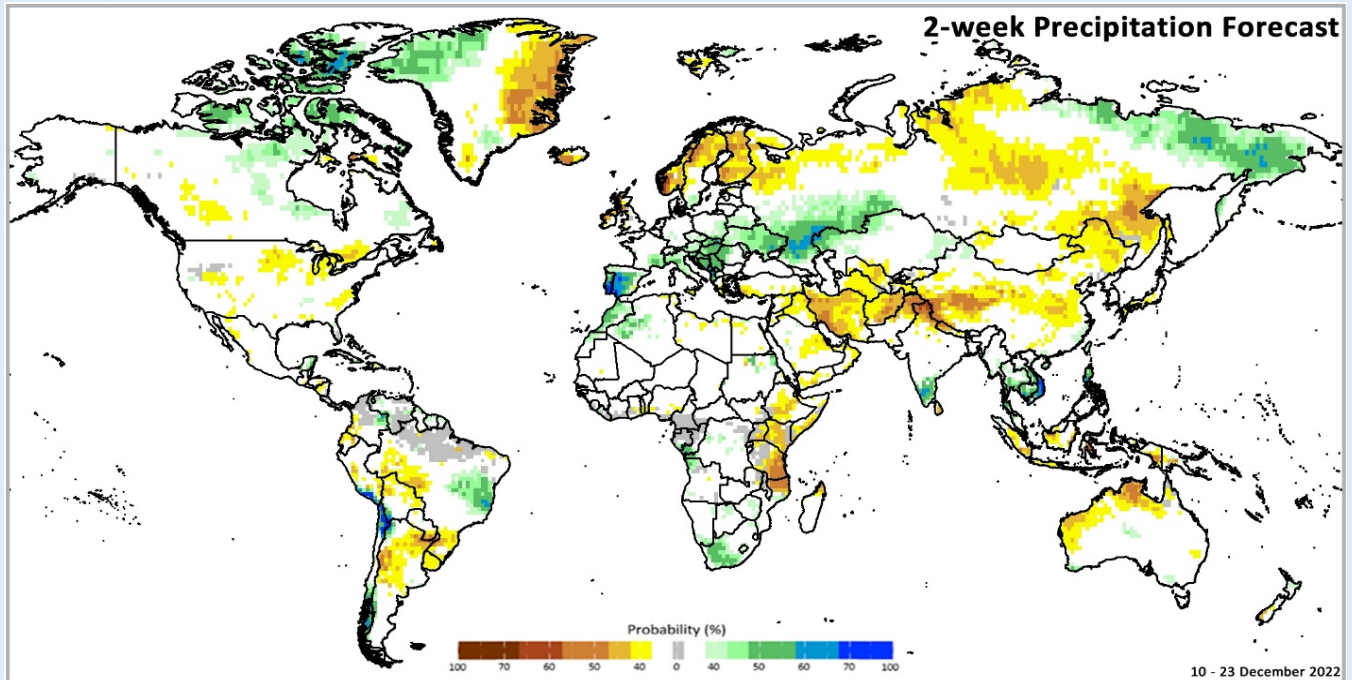 2-week Precipitation Forecast
Probability (%)
100 70 60 50 40 0 40 50 60 70 100
10 - 23 December 2022